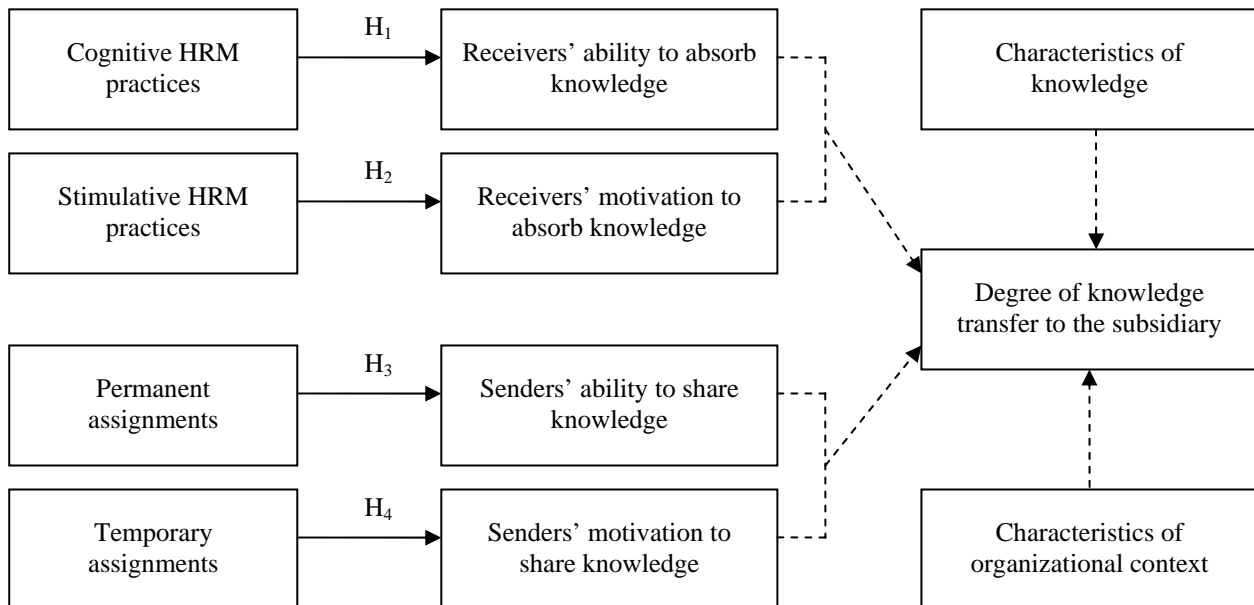 Cognitive HRM
practices
H₁
Receivers’ ability to absorb
knowledge
Characteristics of
knowledge
Stimulative HRM
practices
H₂
Receivers’ motivation to
absorb knowledge
Degree of knowledge
transfer to the subsidiary
Permanent
assignments
H₃
Senders’ ability to share
knowledge
Temporary
assignments
H₄
Senders’ motivation to
share knowledge
Characteristics of
organizational context